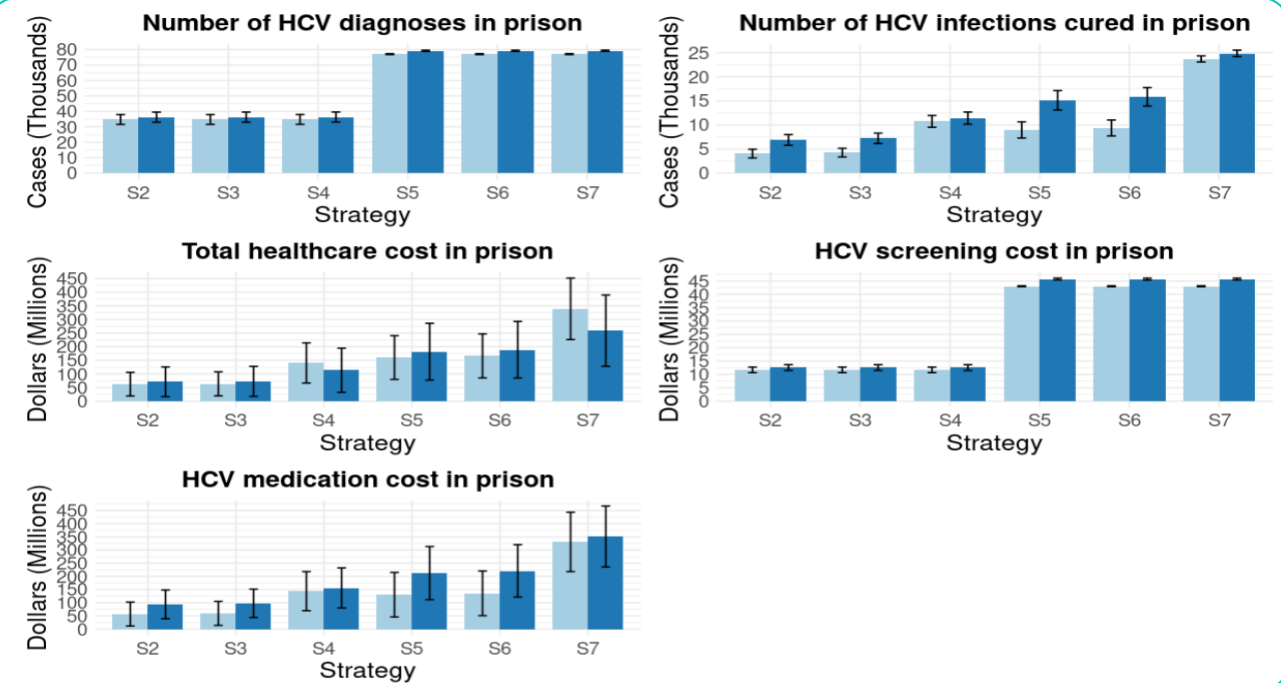 Number of HCV diagnoses in prison
Cases (Thousands)
80
70
60
50
40
30
20
10
0
S2 S3 S4 S5 S6 S7
Strategy
Number of HCV infections cured in prison
Cases (Thousands)
25
20
15
10
5
0
S2 S3 S4 S5 S6 S7
Strategy
Total healthcare cost in prison
Dollars (Millions)
450
400
350
300
250
200
150
100
50
0
S2 S3 S4 S5 S6 S7
Strategy
HCV screening cost in prison
Dollars (Millions)
45
40
35
30
25
20
15
10
5
0
S2 S3 S4 S5 S6 S7
Strategy
HCV medication cost in prison
Dollars (Millions)
450
400
350
300
250
200
150
100
50
0
S2 S3 S4 S5 S6 S7
Strategy